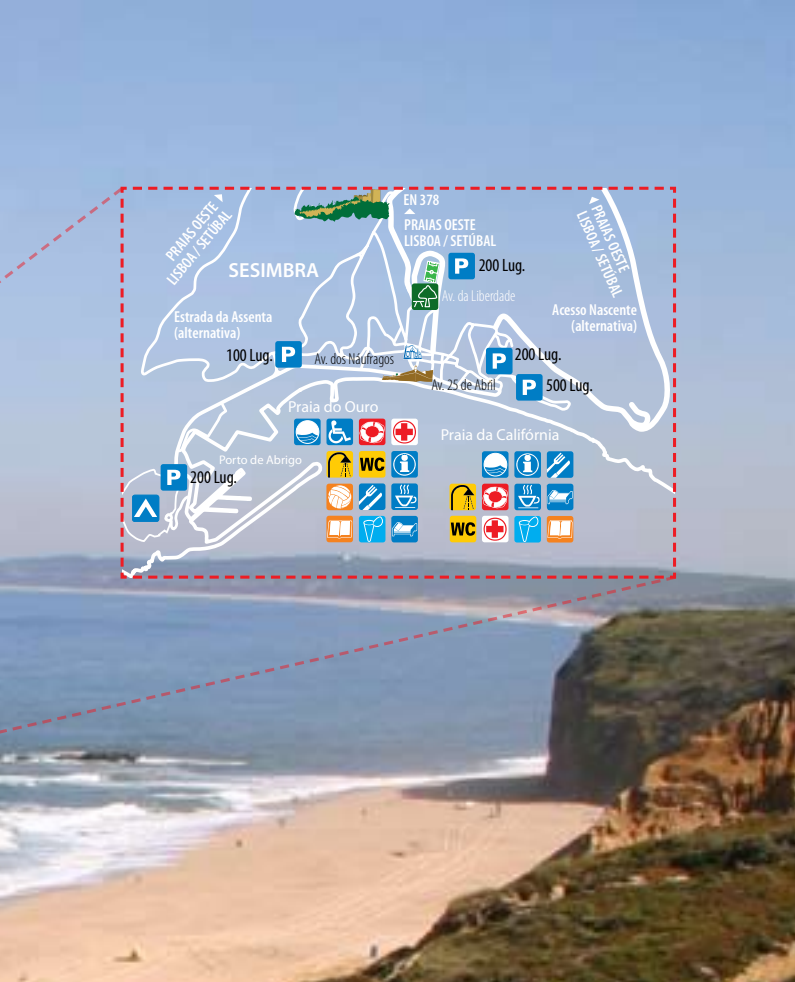 EN 378
PRAIAS OESTE
LISBOA / SETÚBAL
PRAIAS OESTE
LISBOA / SETÚBAL
PRAIAS OESTE
LISBOA / SETÚBAL
SESIMBRA
P 200 Lug.
Av. da Liberdade
Estrada da Assenta
(alternativa)
Acesso Nascente
(alternativa)
100 Lug. P
Av. dos Náufragos
P 200 Lug.
Av. 25 de Abril
P 500 Lug.
Praia do Ouro
Praia da Califórnia
Porto de Abrigo
WC
P 200 Lug.
WC